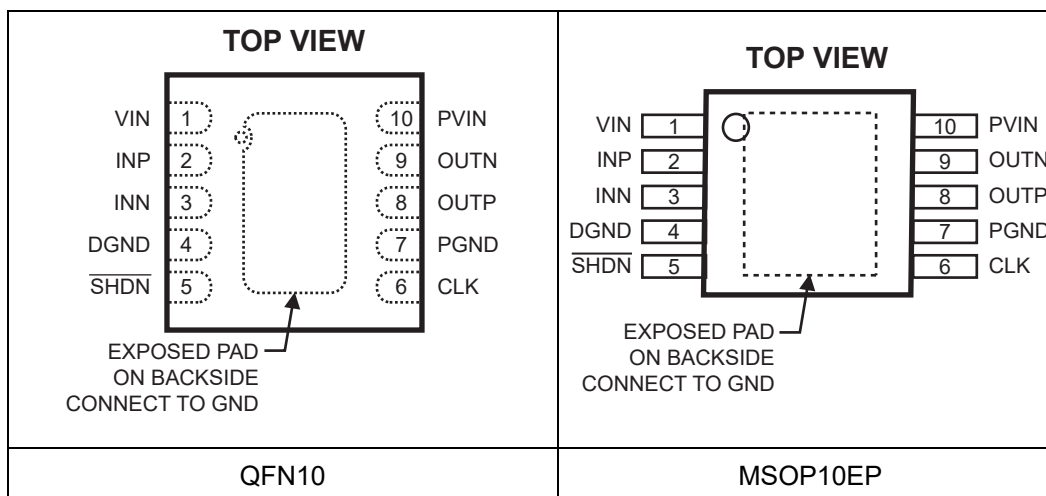 TOP VIEW
VIN 1 10 PVIN
INP 2 9 OUTN
INN 3 8 OUTP
DGND 4 7 PGND
SHDN 5 6 CLK
EXPOSED PAD
ON BACKSIDE
CONNECT TO GND
QFN10
TOP VIEW
VIN 1 10 PVIN
INP 2 9 OUTN
INN 3 8 OUTP
DGND 4 7 PGND
SHDN 5 6 CLK
EXPOSED PAD
ON BACKSIDE
CONNECT TO GND
MSOP10EP